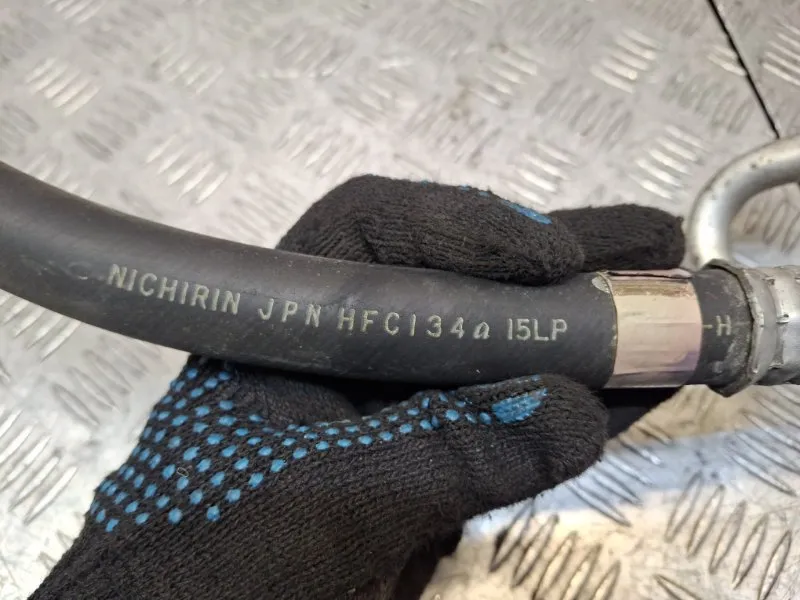 NICHIRIN JPN HFC134a 15LP -H